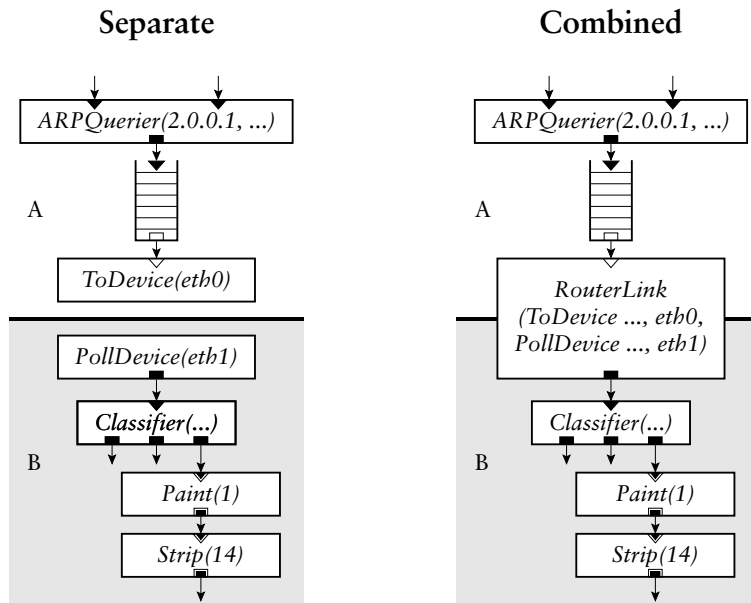 Separate
ARPQuerier(2.0.0.1, ...)
A
ToDevice(eth0)
PollDevice(eth1)
Classifier(...)
B
Paint(1)
Strip(14)
Combined
ARPQuerier(2.0.0.1, ...)
A
RouterLink
(ToDevice ..., eth0,
PollDevice ..., eth1)
Classifier(...)
B
Paint(1)
Strip(14)